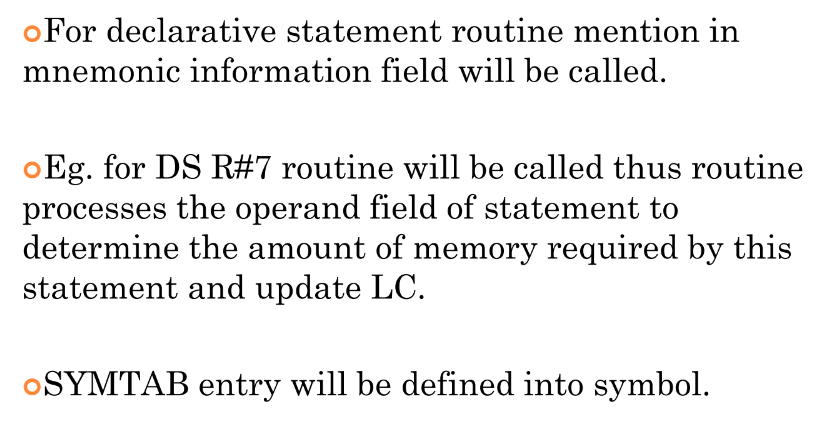 For declarative statement routine mention in
mnemonic information field will be called.
Eg. for DS R#7 routine will be called thus routine
processes the operand field of statement to
determine the amount of memory required by this
statement and update LC.
SYMTAB entry will be defined into symbol.